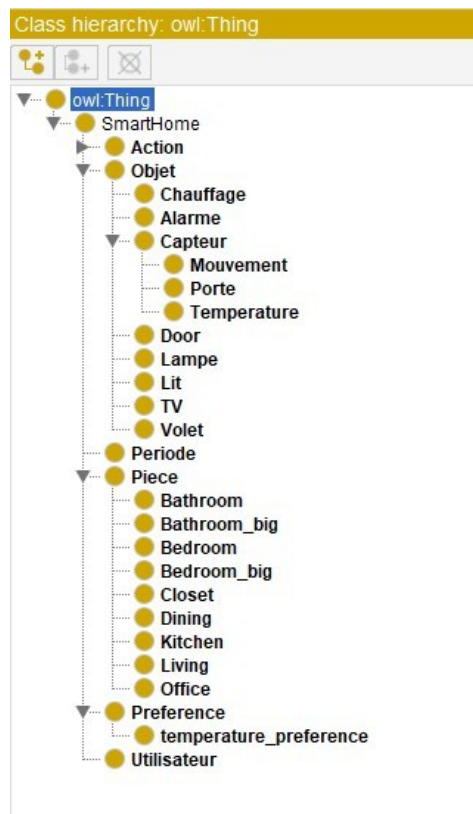 Class hierarchy: owl:Thing
owl:Thing
SmartHome
Action
Objet
Chauffage
Alarme
Capteur
Mouvement
Porte
Temperature
Door
Lampe
Lit
TV
Volet
Periode
Piece
Bathroom
Bathroom_big
Bedroom
Bedroom_big
Closet
Dining
Kitchen
Living
Office
Preference
temperature_preference
Utilisateur